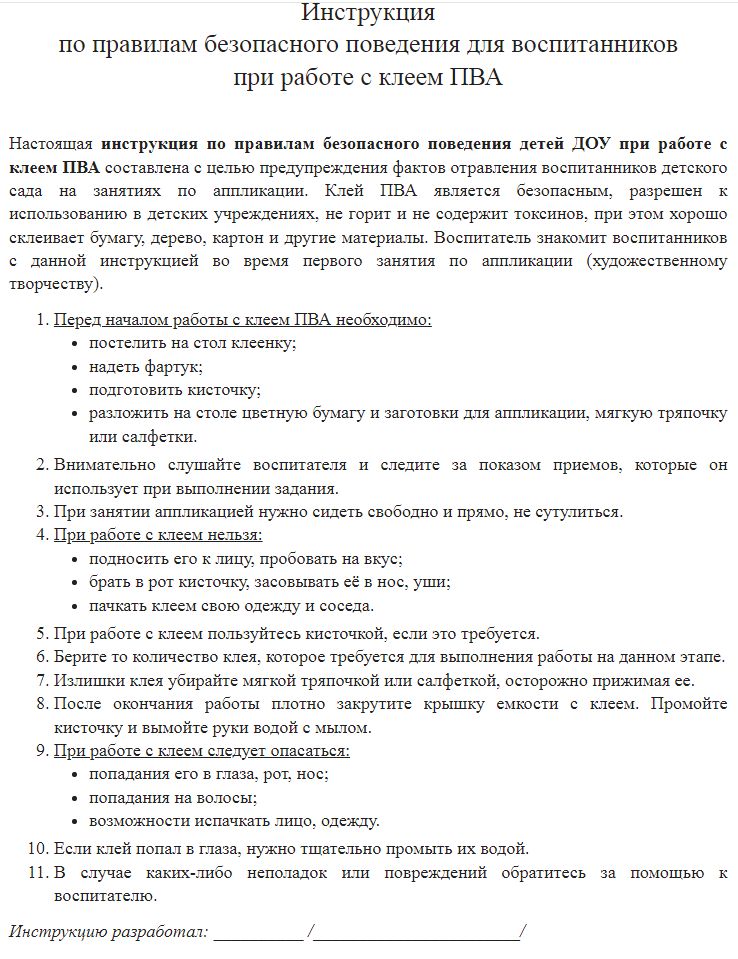 Инструкция
по правилам безопасного поведения для воспитанников
при работе с клеем ПВА
Настоящая инструкция по правилам безопасного поведения детей ДОУ при работе с
клеем ПВА составлена с целью предупреждения фактов отравления воспитанников детского
сада на занятиях по аппликации. Клей ПВА является безопасным, разрешен к
использованию в детских учреждениях, не горит и не содержит токсинов, при этом хорошо
склеивает бумагу, дерево, картон и другие материалы. Воспитатель знакомит воспитанников
с данной инструкцией во время первого занятия по аппликации (художественному
творчеству).
1. Перед началом работы с клеем ПВА необходимо:
• постелить на стол клеенку;
• надеть фартук;
• подготовить кисточку;
• разложить на столе цветную бумагу и заготовки для аппликации, мягкую тряпочку
или салфетки.
2. Внимательно слушайте воспитателя и следите за показом приемов, которые он
использует при выполнении задания.
3. При занятии аппликацией нужно сидеть свободно и прямо, не сутулиться.
4. При работе с клеем нельзя:
• подносить его к лицу, пробовать на вкус;
• брать в рот кисточку, засовывать её в нос, уши;
• пачкать клеем свою одежду и соседа.
5. При работе с клеем пользуйтесь кисточкой, если это требуется.
6. Берите то количество клея, которое требуется для выполнения работы на данном этапе.
7. Излишки клея убирайте мягкой тряпочкой или салфеткой, осторожно прижимая ее.
8. После окончания работы плотно закрутите крышку емкости с клеем. Промойте
кисточку и вымойте руки водой с мылом.
9. При работе с клеем следует опасаться:
• попадания его в глаза, рот, нос;
• попадания на волосы;
• возможности испачкать лицо, одежду.
10. Если клей попал в глаза, нужно тщательно промыть их водой.
11. В случае каких-либо неполадок или повреждений обратитесь за помощью к
воспитателю.
Инструкцию разработал: __________ /_______________________/